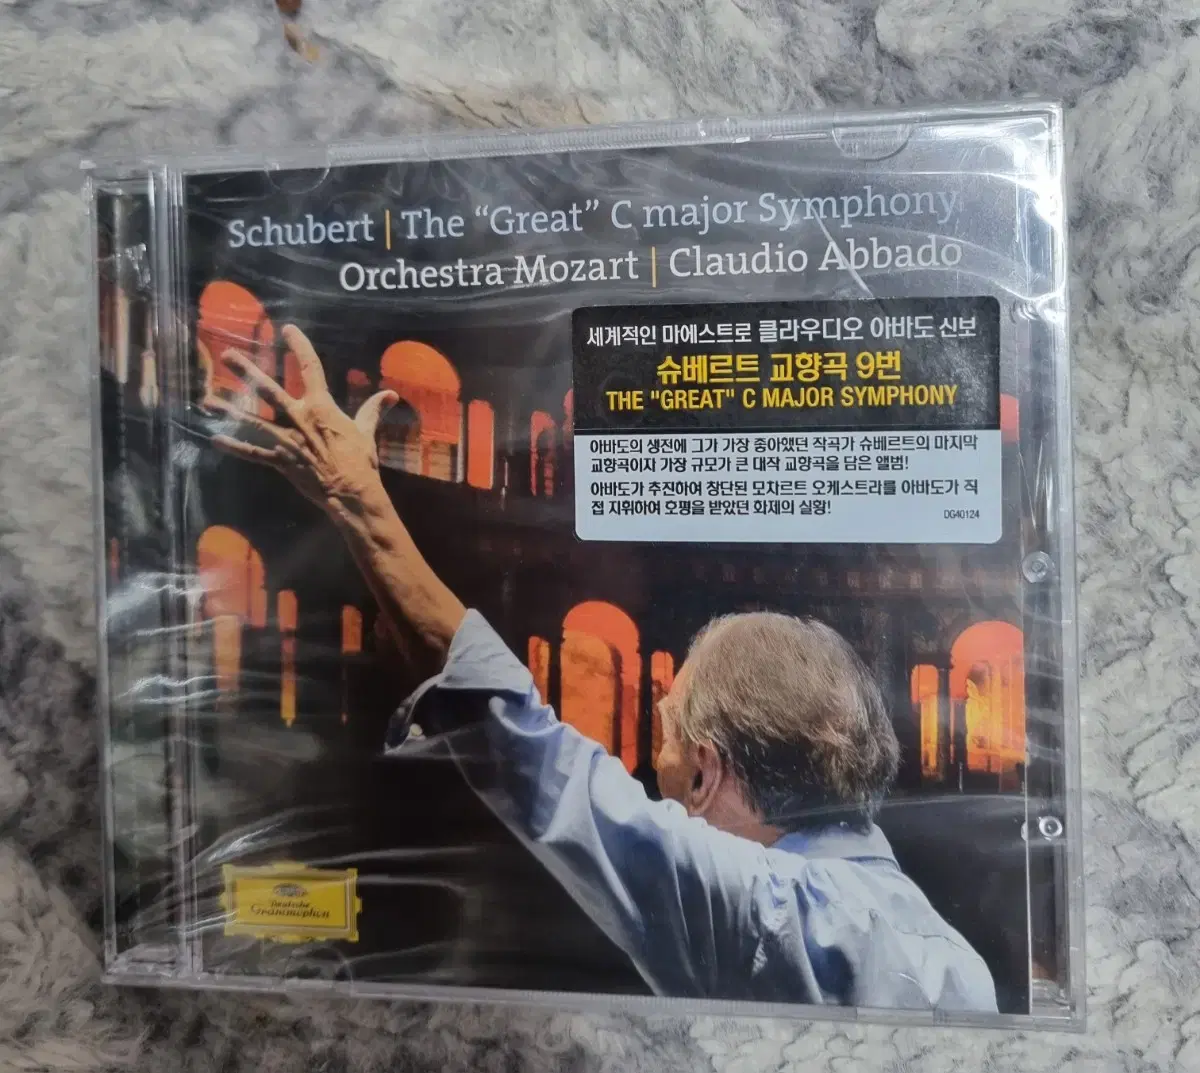 Schubert | The “Great” C major Symphony
Orchestra Mozart | Claudio Abbado
세계적인 마에스트로 클라우디오 아바도 신보
슈베르트 교향곡 9번
THE "GREAT" C MAJOR SYMPHONY
아바도의 생전에 그가 가장 좋아했던 작곡가 슈베르트의 마지막
교향곡이자 가장 규모가 큰 대작 교향곡을 담은 앨범!
아바도가 추진하여 창단된 모차르트 오케스트라를 아바도가 직
접 지휘하여 호평을 받았던 화제의 실황!
DG40124
Deutsche
Grammophon